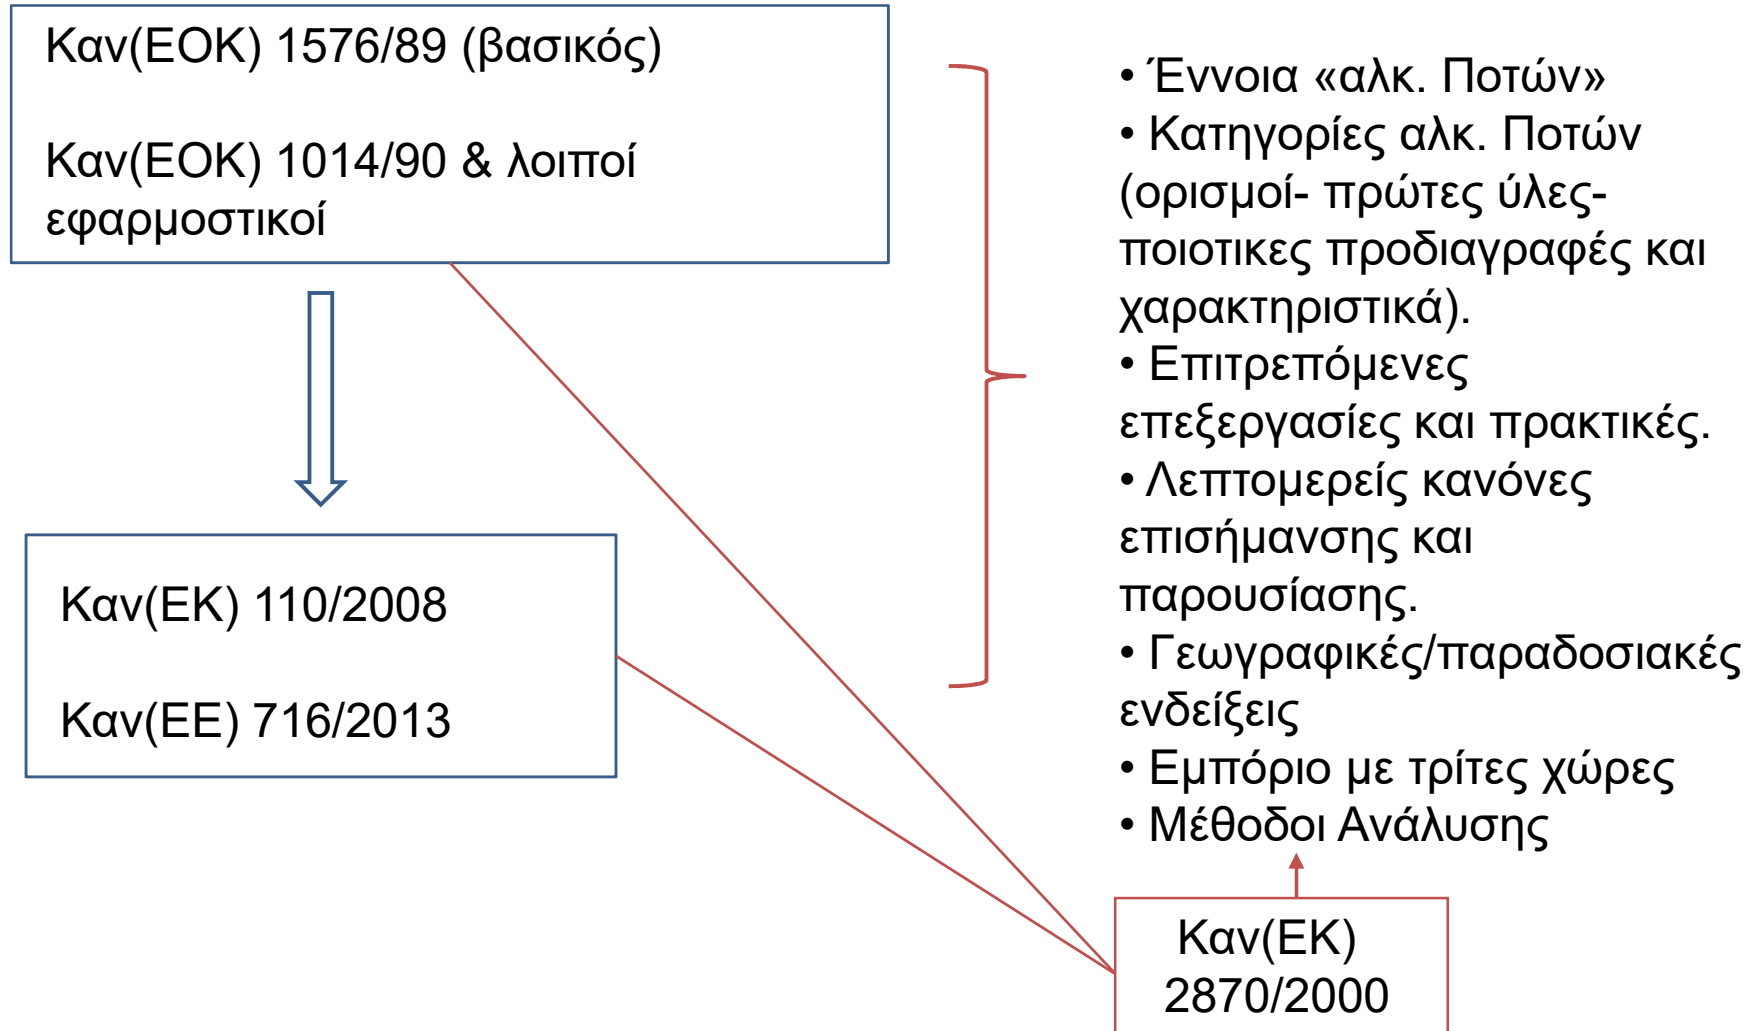 Καν(ΕΟΚ) 1576/89 (βασικός)
Καν(ΕΟΚ) 1014/90 & λοιποί
εφαρμοστικοί
Καν(ΕΚ) 110/2008
Καν(ΕΕ) 716/2013
• Έννοια «αλκ. Ποτών»
• Κατηγορίες αλκ. Ποτών
(ορισμοί- πρώτες ύλες-
ποιοτικες προδιαγραφές και
χαρακτηριστικά).
• Επιτρεπόμενες
επεξεργασίες και πρακτικές.
• Λεπτομερείς κανόνες
επισήμανσης και
παρουσίασης.
• Γεωγραφικές/παραδοσιακές
ενδείξεις
• Εμπόριο με τρίτες χώρες
• Μέθοδοι Ανάλυσης
Καν(ΕΚ)
2870/2000